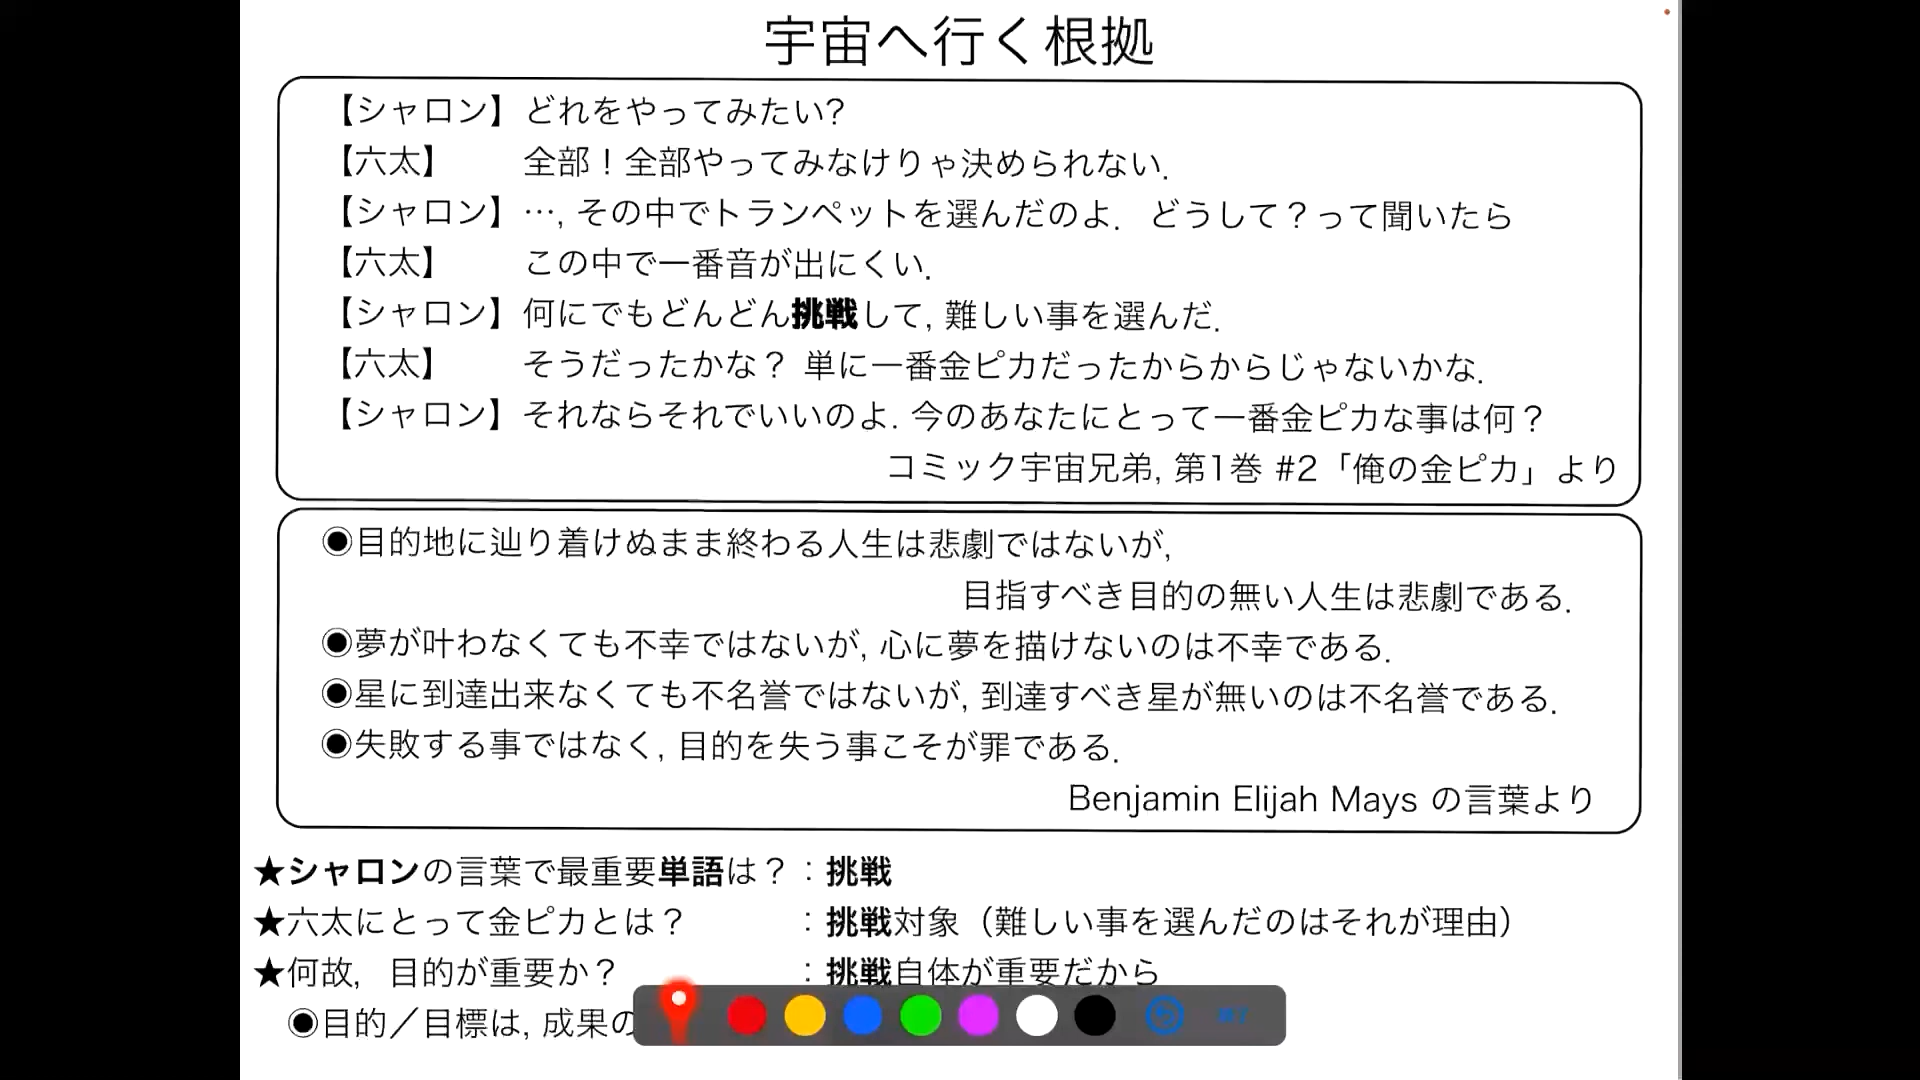 宇宙へ行く根拠
【シャロン】どれをやってみたい?
【六太】　　全部！全部やってみなけりゃ決められない.
【シャロン】…, その中でトランペットを選んだのよ.　どうして？って聞いたら
【六太】　　この中で一番音が出にくい.
【シャロン】何にでもどんどん挑戦して, 難しい事を選んだ.
【六太】　　そうだったかな？ 単に一番金ピカだったからからじゃないかな.
【シャロン】それならそれでいいのよ. 今のあなたにとって一番金ピカな事は何？
コミック宇宙兄弟, 第1巻 #2「俺の金ピカ」より
◉目的地に辿り着けぬまま終わる人生は悲劇ではないが,
目指すべき目的の無い人生は悲劇である.
◉夢が叶わなくても不幸ではないが, 心に夢を描けないのは不幸である.
◉星に到達出来なくても不名誉ではないが, 到達すべき星が無いのは不名誉である.
◉失敗する事ではなく, 目的を失う事こそが罪である.
Benjamin Elijah Mays の言葉より
★シャロンの言葉で最重要単語は？：挑戦
★六太にとって金ピカとは？　　　：挑戦対象（難しい事を選んだのはそれが理由）
★何故,　目的が重要か？　　　　　：挑戦自体が重要だから
◉目的／目標は, 成果の